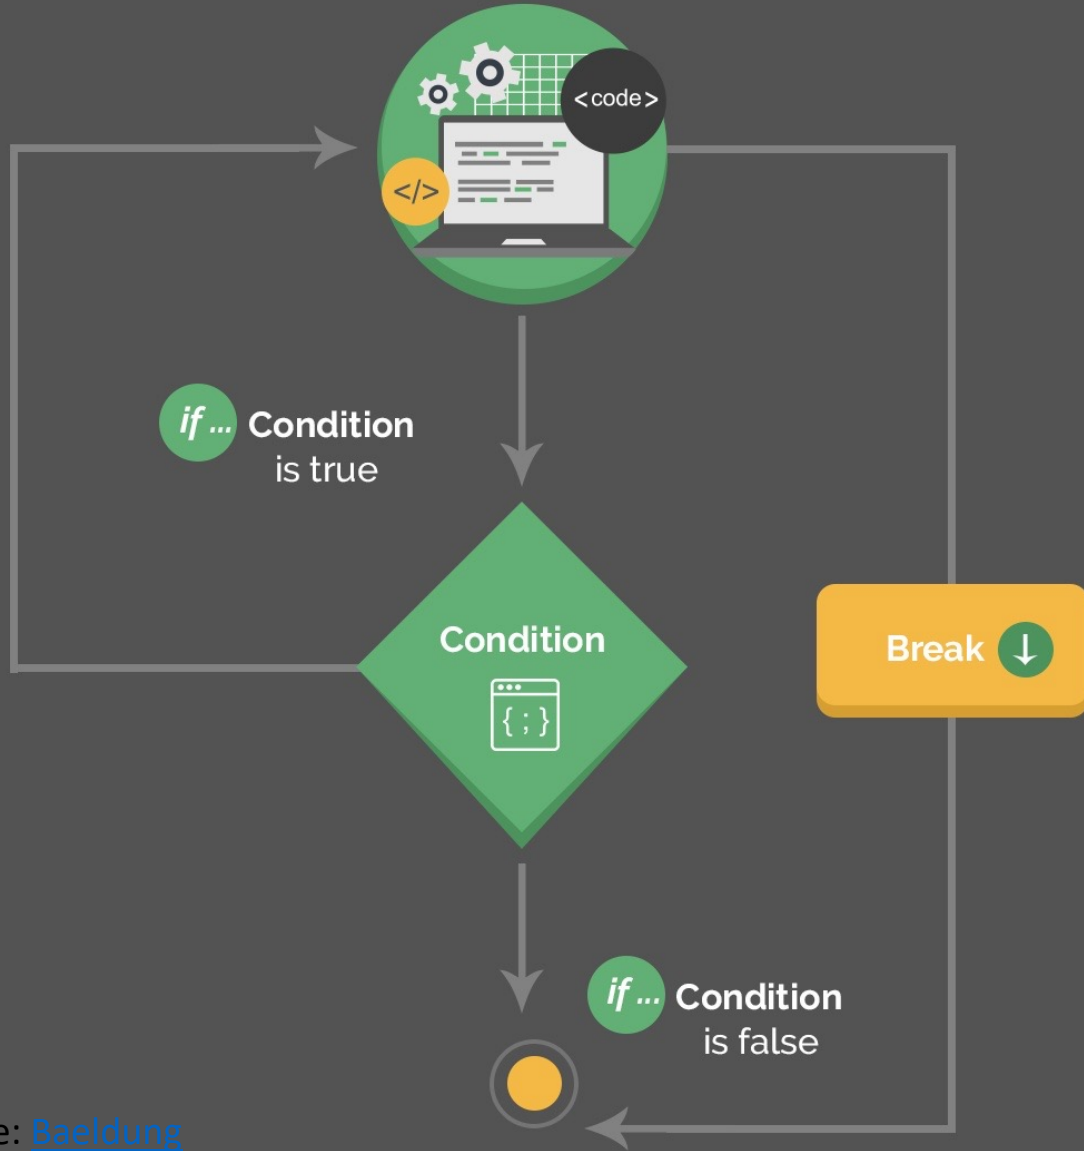 <code>
</>
if ... Condition
is true
Condition
{ ; }
Break ↓
if ... Condition
is false
e: Baeldung